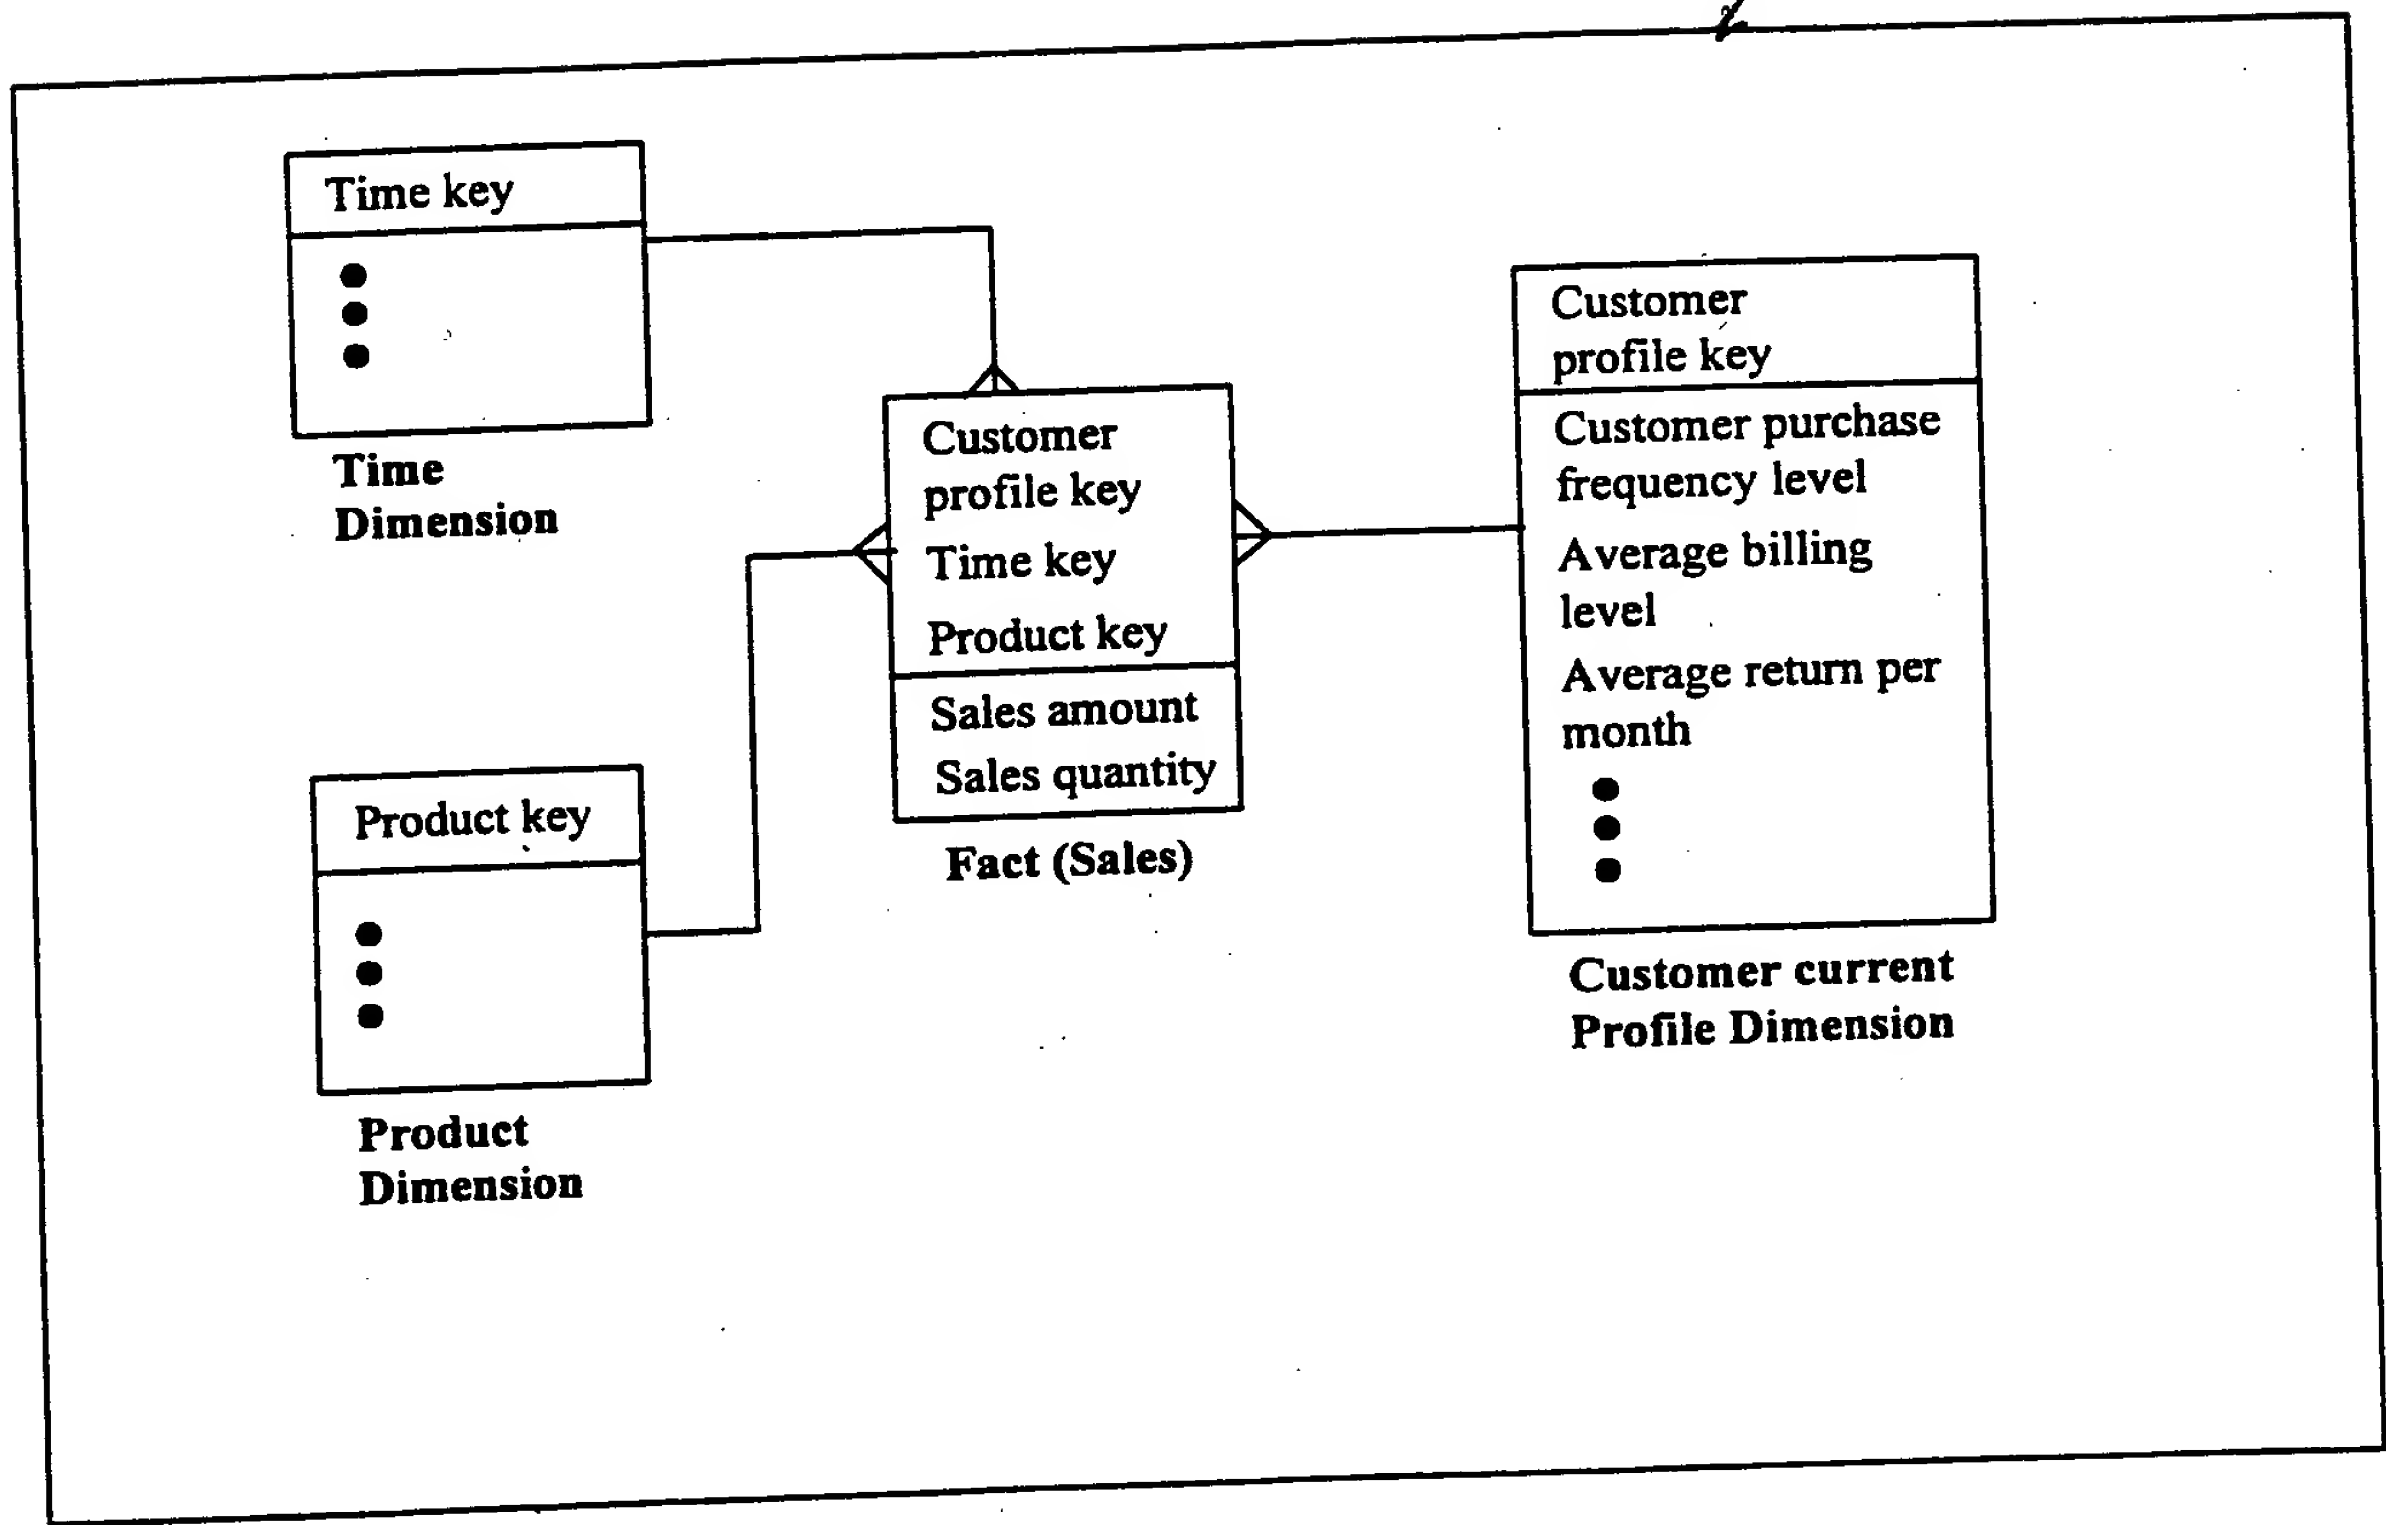 Time key
Time
Dimension
Product key
Product
Dimension
Customer
profile key
Time key
Product key
Sales amount
Sales quantity
Fact (Sales)
Customer
profile key
Customer purchase
frequency level
Average billing
level
Average return per
month
Customer current
Profile Dimension